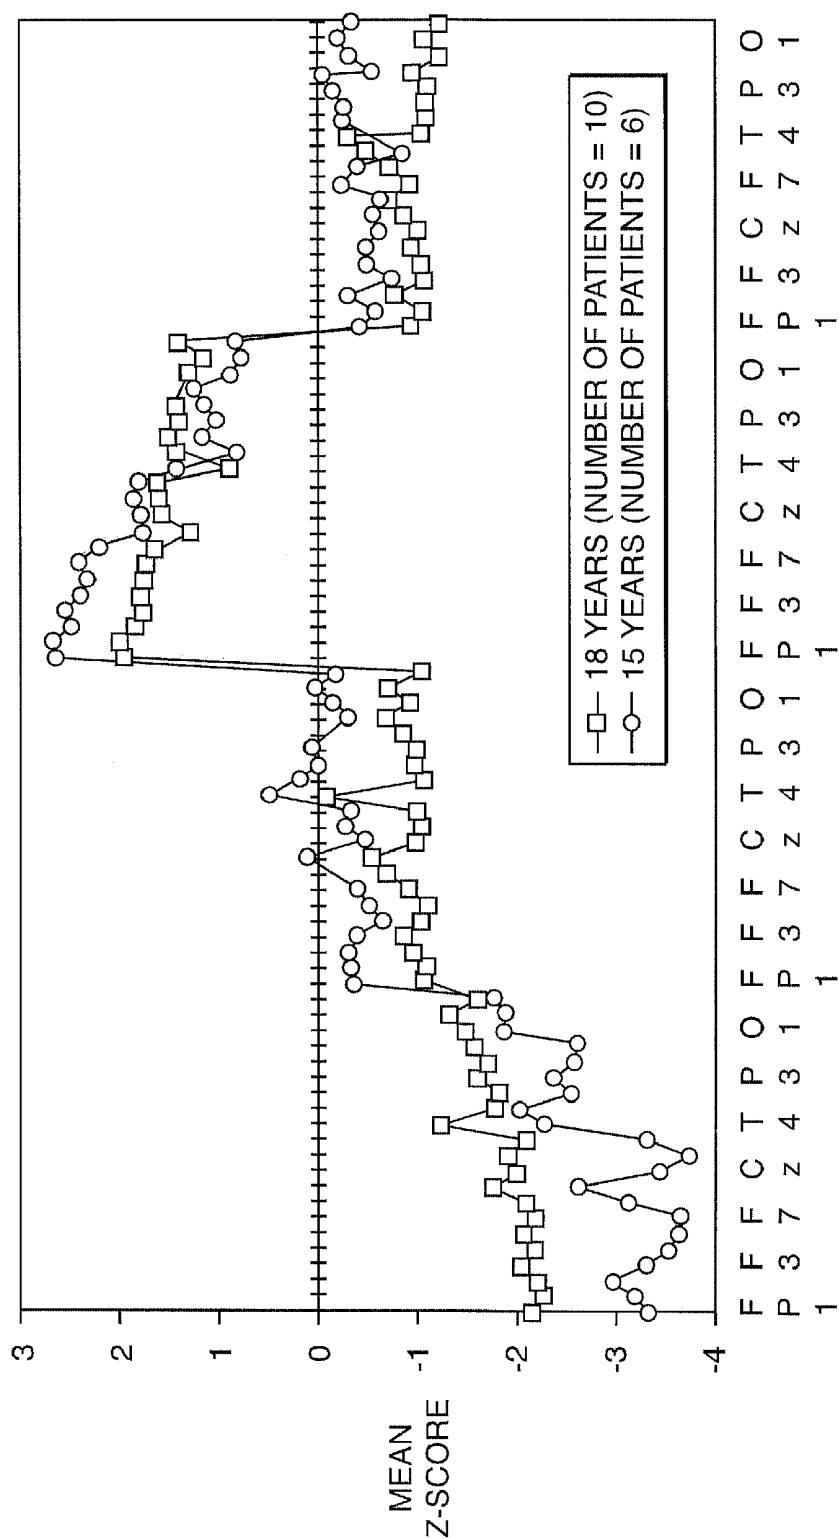 3
2
1
0
-1
-2
-3
-4
MEAN
Z-SCORE
18 YEARS (NUMBER OF PATIENTS = 10)
15 YEARS (NUMBER OF PATIENTS = 6)
F F F C T P O F F F C T P O F F F C T P O F F C F T P O
P 3 7 z 4 3 1 P 3 7 z 4 3 1 P 3 7 z 4 3 1 P 3 z 7 4 3 1
1 1 1 1